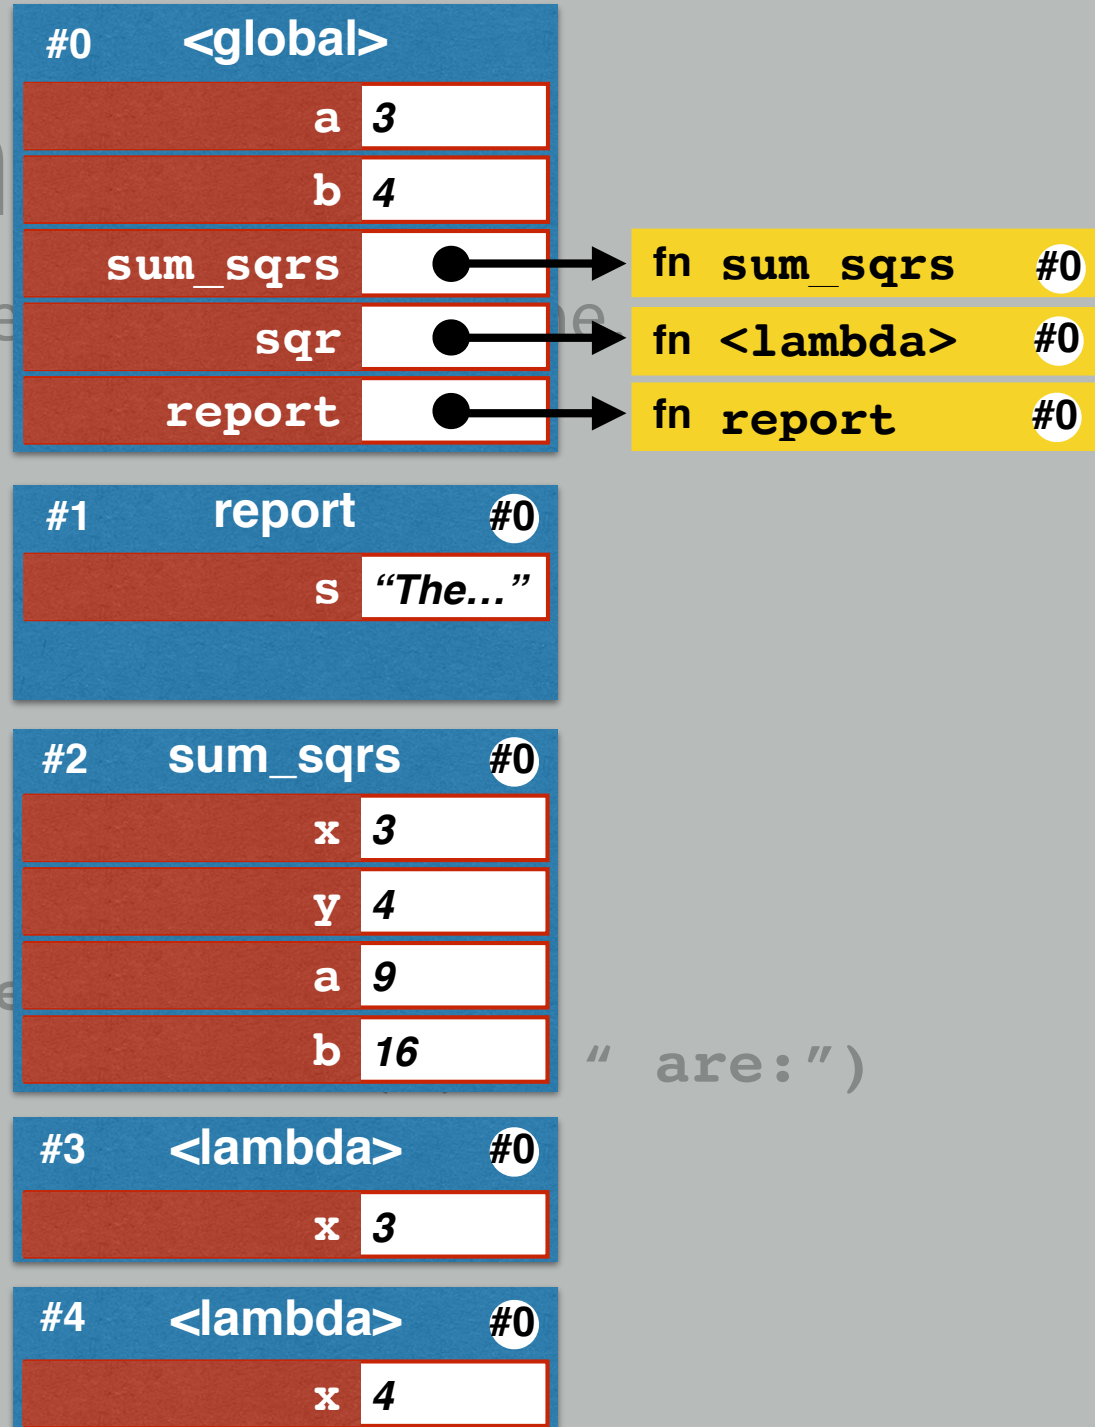 #0 <global>
a 3
b 4
sum_sqrs fn sum_sqrs #0
sqr fn <lambda> #0
report fn report #0
#1 report #0
s “The…”
#2 sum_sqrs #0
x 3
y 4
a 9
b 16
“ are:”)
#3 <lambda> #0
x 3
#4 <lambda> #0
x 4